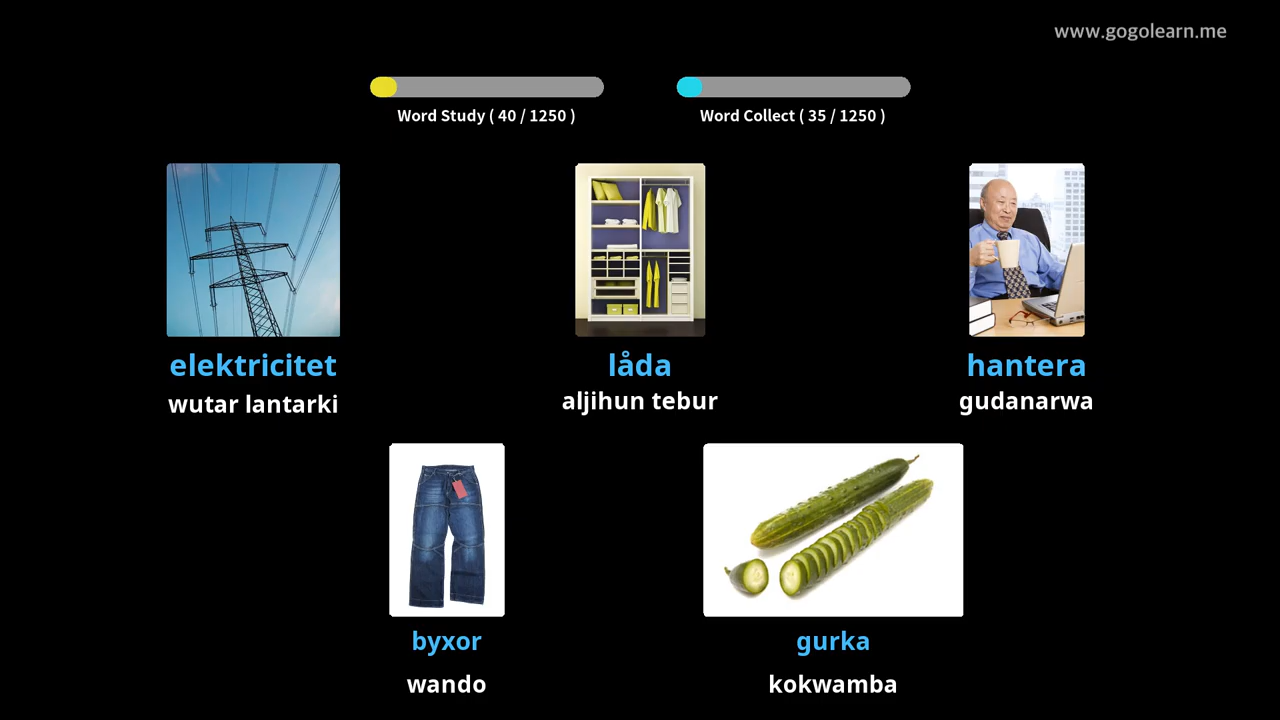 www.gogolearn.me
Word Study ( 40 / 1250 )
Word Collect ( 35 / 1250 )
elektricitet
wutar lantarki
låda
aljihun tebur
hantera
gudanarwa
byxor
wando
gurka
kokwamba